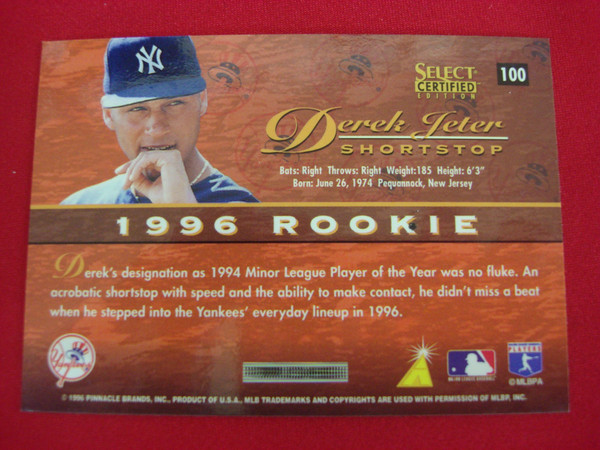 NY
SELECT
CERTIFIED
EDITION
100
Derek Jeter
SHORTSTOP
Bats: Right Throws: Right Weight:185 Height: 6'3"
Born: June 26, 1974 Pequannock, New Jersey
1996 ROOKIE
Derek's designation as 1994 Minor League Player of the Year was no fluke. An
acrobatic shortstop with speed and the ability to make contact, he didn't miss a beat
when he stepped into the Yankees' everyday lineup in 1996.
Yankees
PLAYERS
MAJOR LEAGUE BASEBALL
© MLBPA
© 1996 PINNACLE BRANDS, INC., PRODUCT OF U.S.A., MLB TRADEMARKS AND COPYRIGHTS ARE USED WITH PERMISSION OF MLBP, INC.